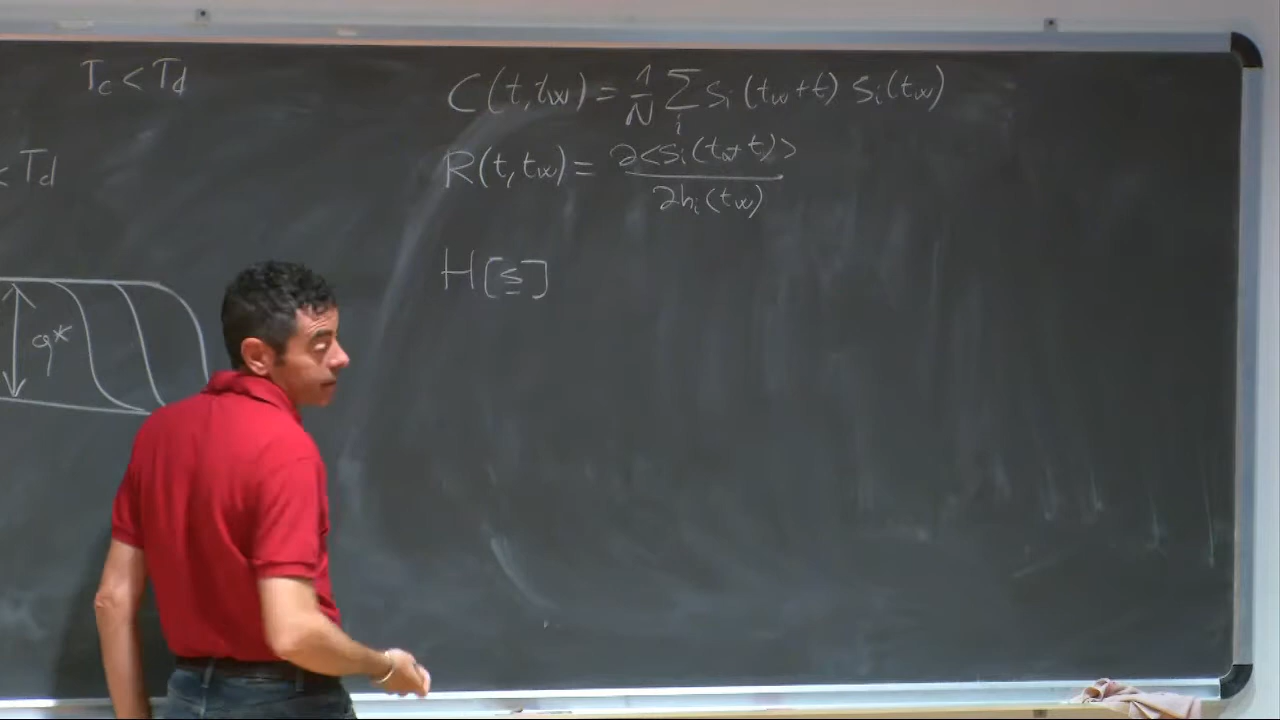 T_c < T_d
< T_d
q*
C(t,t_w) = 1/N Σ_i s_i(t_w+t) s_i(t_w)
R(t,t_w) = ∂<s_i(t_w+t)> / ∂h_i(t_w)
H[s̲]